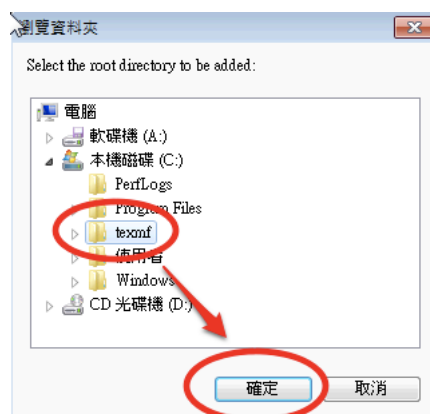 瀏覽資料夾
Select the root directory to be added:
電腦
軟碟機 (A:)
本機磁碟 (C:)
PerfLogs
Program Files
texmf
使用者
Windows
CD 光碟機 (D:)
確定
取消